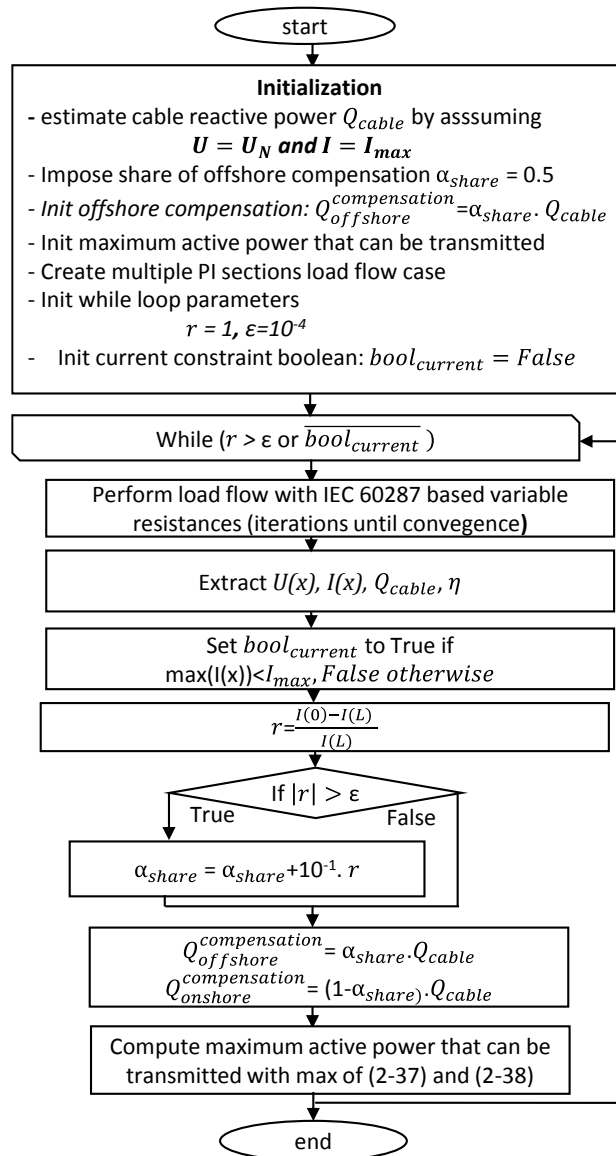 start
Initialization
- estimate cable reactive power Q_cable by asssuming
U = U_N and I = I_max
- Impose share of offshore compensation α_share = 0.5
- Init offshore compensation: Q_offshore^compensation=α_share. Q_cable
- Init maximum active power that can be transmitted
- Create multiple PI sections load flow case
- Init while loop parameters
r = 1, ε=10^-4
- Init current constraint boolean: bool_current = False
While (r > ε or \overline{bool_current} )
Perform load flow with IEC 60287 based variable
resistances (iterations until convegence)
Extract U(x), I(x), Q_cable, η
Set bool_current to True if
max(I(x))<I_max, False otherwise
r=\frac{I(0)−I(L)}{I(L)}
If |r| > ε
True
False
α_share = α_share+10^-1. r
Q_offshore^compensation= α_share.Q_cable
Q_onshore^compensation= (1-α_share).Q_cable
Compute maximum active power that can be
transmitted with max of (2-37) and (2-38)
end